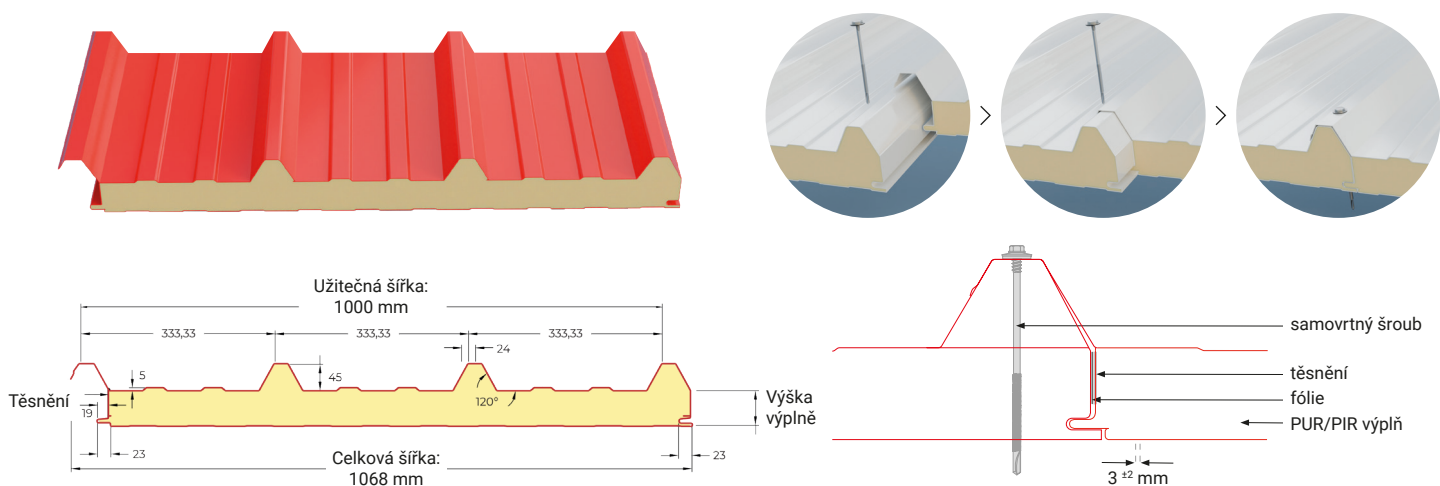 >
>
Užitečná šířka:
1000 mm
333,33
333,33
333,33
24
5
45
Těsnění
19
120°
Výška
výplně
23
23
Celková šířka:
1068 mm
samovrtný šroub
těsnění
fólie
PUR/PIR výplň
3 ±2 mm